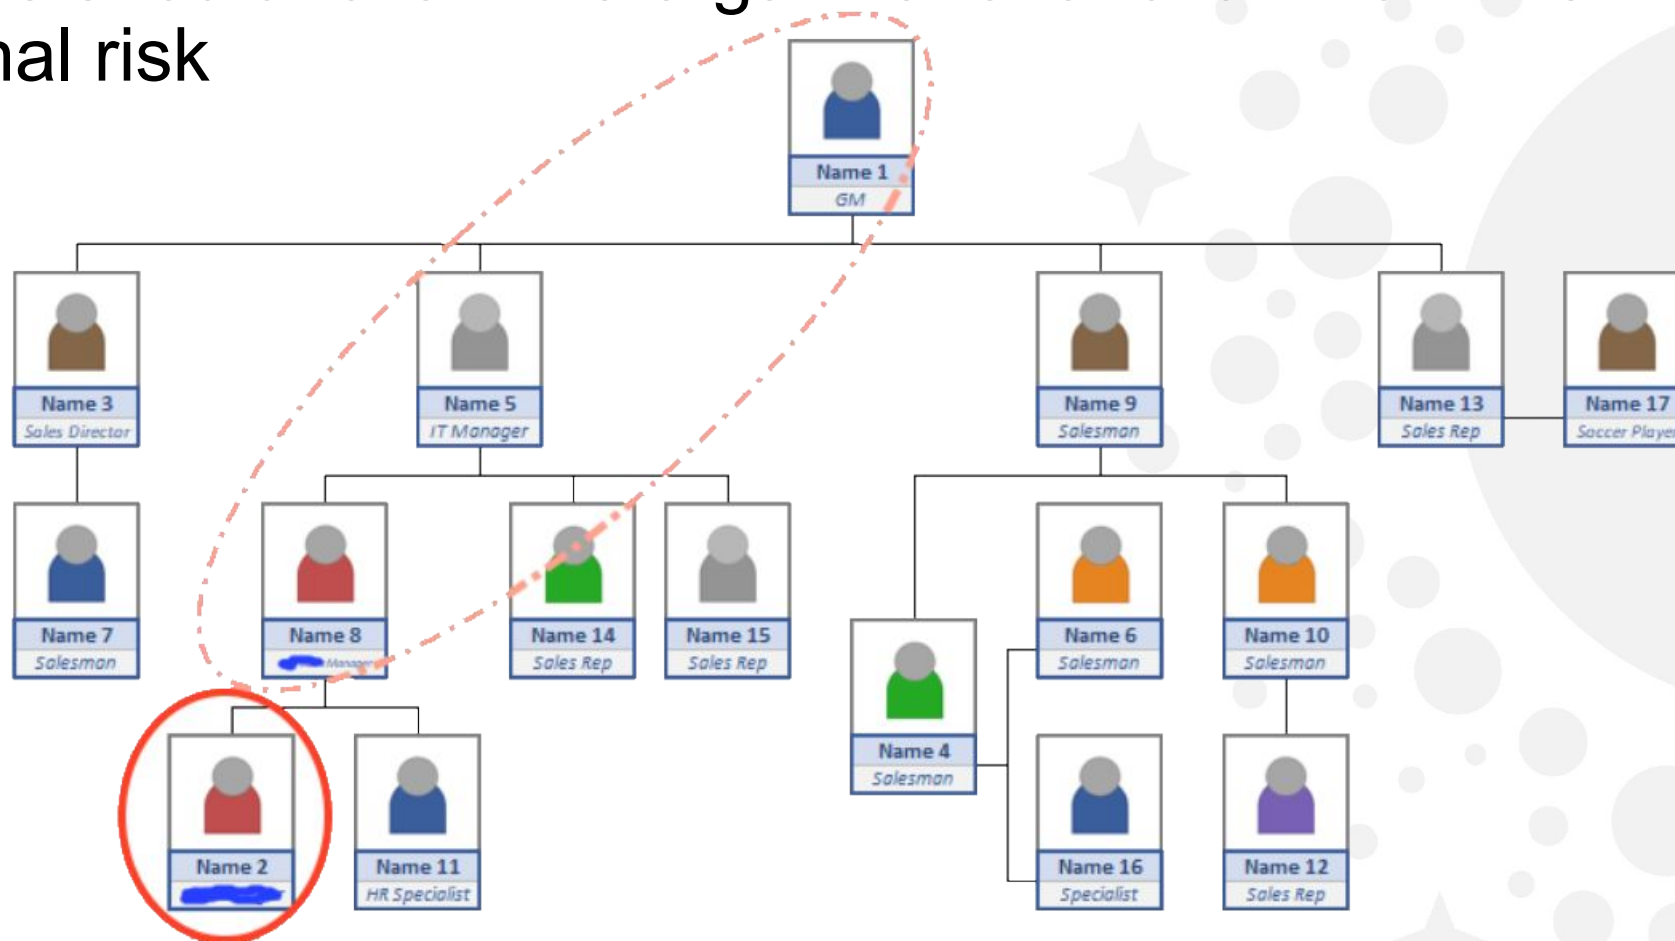 nal risk
Name 1
GM
Name 3
Sales Director
Name 5
IT Manager
Name 9
Salesman
Name 13
Sales Rep
Name 17
Soccer Player
Name 7
Salesman
Name 8
Manager
Name 14
Sales Rep
Name 15
Sales Rep
Name 6
Salesman
Name 10
Salesman
Name 4
Salesman
Name 2
Name 11
HR Specialist
Name 16
Specialist
Name 12
Sales Rep